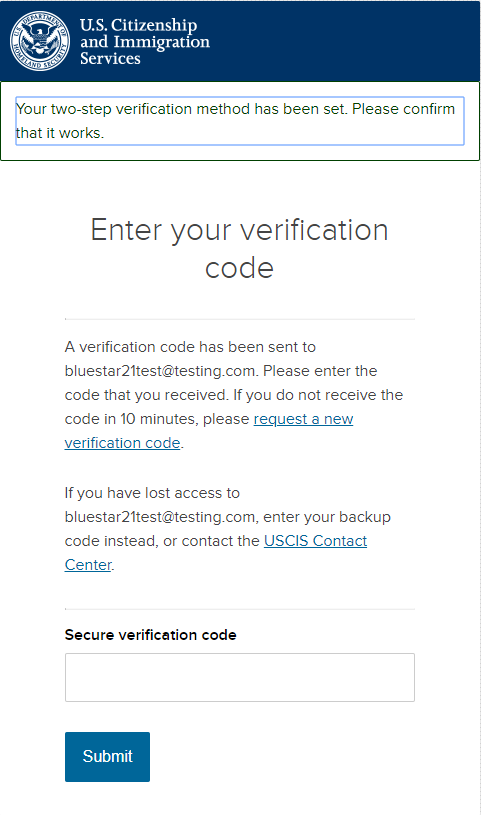 U.S. Citizenship
and Immigration
Services
U.S. DEPARTMENT OF
HOMELAND SECURITY
Your two-step verification method has been set. Please confirm
that it works.
Enter your verification
code
A verification code has been sent to
bluestar21test@testing.com. Please enter the
code that you received. If you do not receive the
code in 10 minutes, please request a new
verification code.
If you have lost access to
bluestar21test@testing.com, enter your backup
code instead, or contact the USCIS Contact
Center.
Secure verification code
Submit